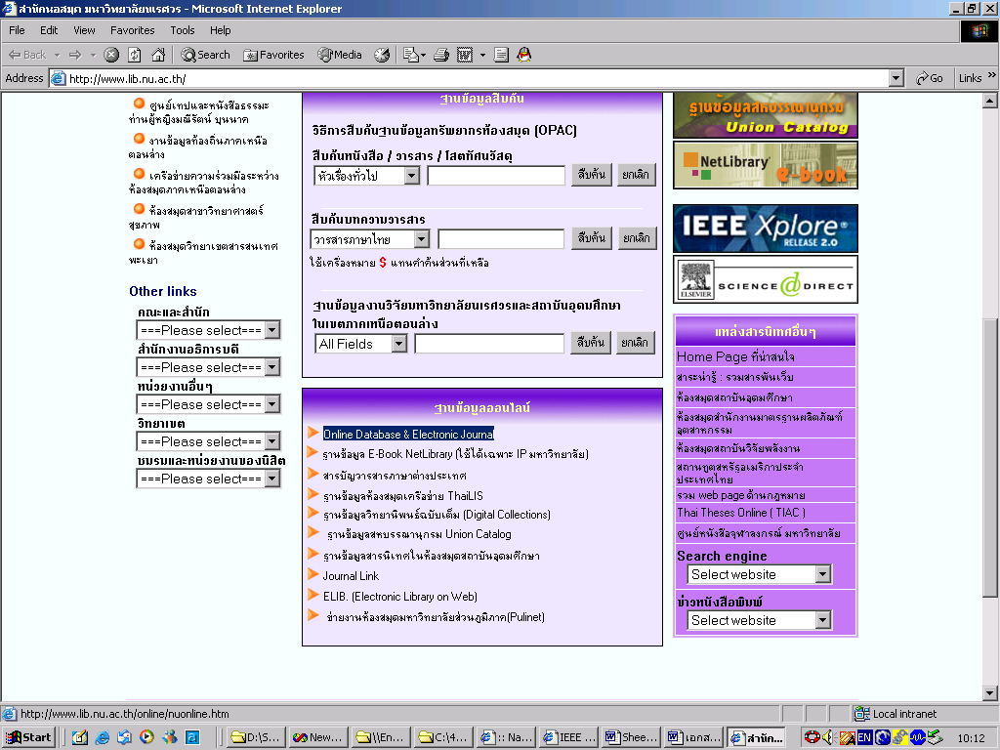 สำนักหอสมุด มหาวิทยาลัยนเรศวร - Microsoft Internet Explorer
File Edit View Favorites Tools Help
Back Search Favorites Media
Address http://www.lib.nu.ac.th/ Go Links »
ศูนย์เทปและหนังสือธรรมะ
ท่านผู้หญิงมณีรัตน์ บุนนาค
งานข้อมูลท้องถิ่นภาคเหนือ
ตอนล่าง
เครือข่ายความร่วมมือระหว่าง
ห้องสมุดภาคเหนือตอนล่าง
ห้องสมุดสาขาวิทยาศาสตร์
สุขภาพ
ห้องสมุดวิทยาเขตสารสนเทศ
พะเยา
Other links
คณะและสำนัก
===Please select===
สำนักงานอธิการบดี
===Please select===
หน่วยงานอื่นๆ
===Please select===
วิทยาเขต
===Please select===
ชมรมและหน่วยงานของนิสิต
===Please select===
ฐานข้อมูลสืบค้น
วิธีการสืบค้นฐานข้อมูลทรัพยากรห้องสมุด (OPAC)
สืบค้นหนังสือ / วารสาร / โสตทัศนวัสดุ
หัวเรื่องทั่วไป สืบค้น ยกเลิก
สืบค้นบทความวารสาร
วารสารภาษาไทย สืบค้น ยกเลิก
ใช้เครื่องหมาย $ แทนคำค้นส่วนที่เหลือ
ฐานข้อมูลงานวิจัยมหาวิทยาลัยนเรศวรและสถาบันอุดมศึกษา
ในเขตภาคเหนือตอนล่าง
All Fields สืบค้น ยกเลิก
ฐานข้อมูลออนไลน์
Online Database & Electronic Journal
ฐานข้อมูล E-Book NetLibrary (ใช้ได้เฉพาะ IP มหาวิทยาลัย)
สารบัญวารสารภาษาต่างประเทศ
ฐานข้อมูลห้องสมุดเครือข่าย ThaiLIS
ฐานข้อมูลวิทยานิพนธ์ฉบับเต็ม (Digital Collections)
ฐานข้อมูลสหบรรณานุกรม Union Catalog
ฐานข้อมูลสารนิเทศในห้องสมุดสถาบันอุดมศึกษา
Journal Link
ELIB. (Electronic Library on Web)
ข่ายงานห้องสมุดมหาวิทยาลัยส่วนภูมิภาค(Pulinet)
ฐานข้อมูลสหบรรณานุกรม
Union Catalog
NetLibrary e-book
IEEE Xplore®
RELEASE 2.0
ELSEVIER SCIENCE @ DIRECT
แหล่งสารนิเทศอื่นๆ
Home Page ที่น่าสนใจ
สาระน่ารู้ : รวมสารพันเว็บ
ห้องสมุดสถาบันอุดมศึกษา
ห้องสมุดสำนักงานมาตรฐานผลิตภัณฑ์
อุตสาหกรรม
ห้องสมุดสถาบันวิจัยพลังงาน
สถานทูตสหรัฐอเมริกาประจำ
ประเทศไทย
รวม web page ด้านกฎหมาย
Thai Theses Online ( TIAC )
ศูนย์หนังสือจุฬาลงกรณ์ มหาวิทยาลัย
Search engine
Select website
ข่าวหนังสือพิมพ์
Select website
http://www.lib.nu.ac.th/online/nuonline.htm Local intranet
Start D:\S... New... \\En... C:\4... :: Na... IEEE ... Shee... เอกส... สำนัก... EN 10:12